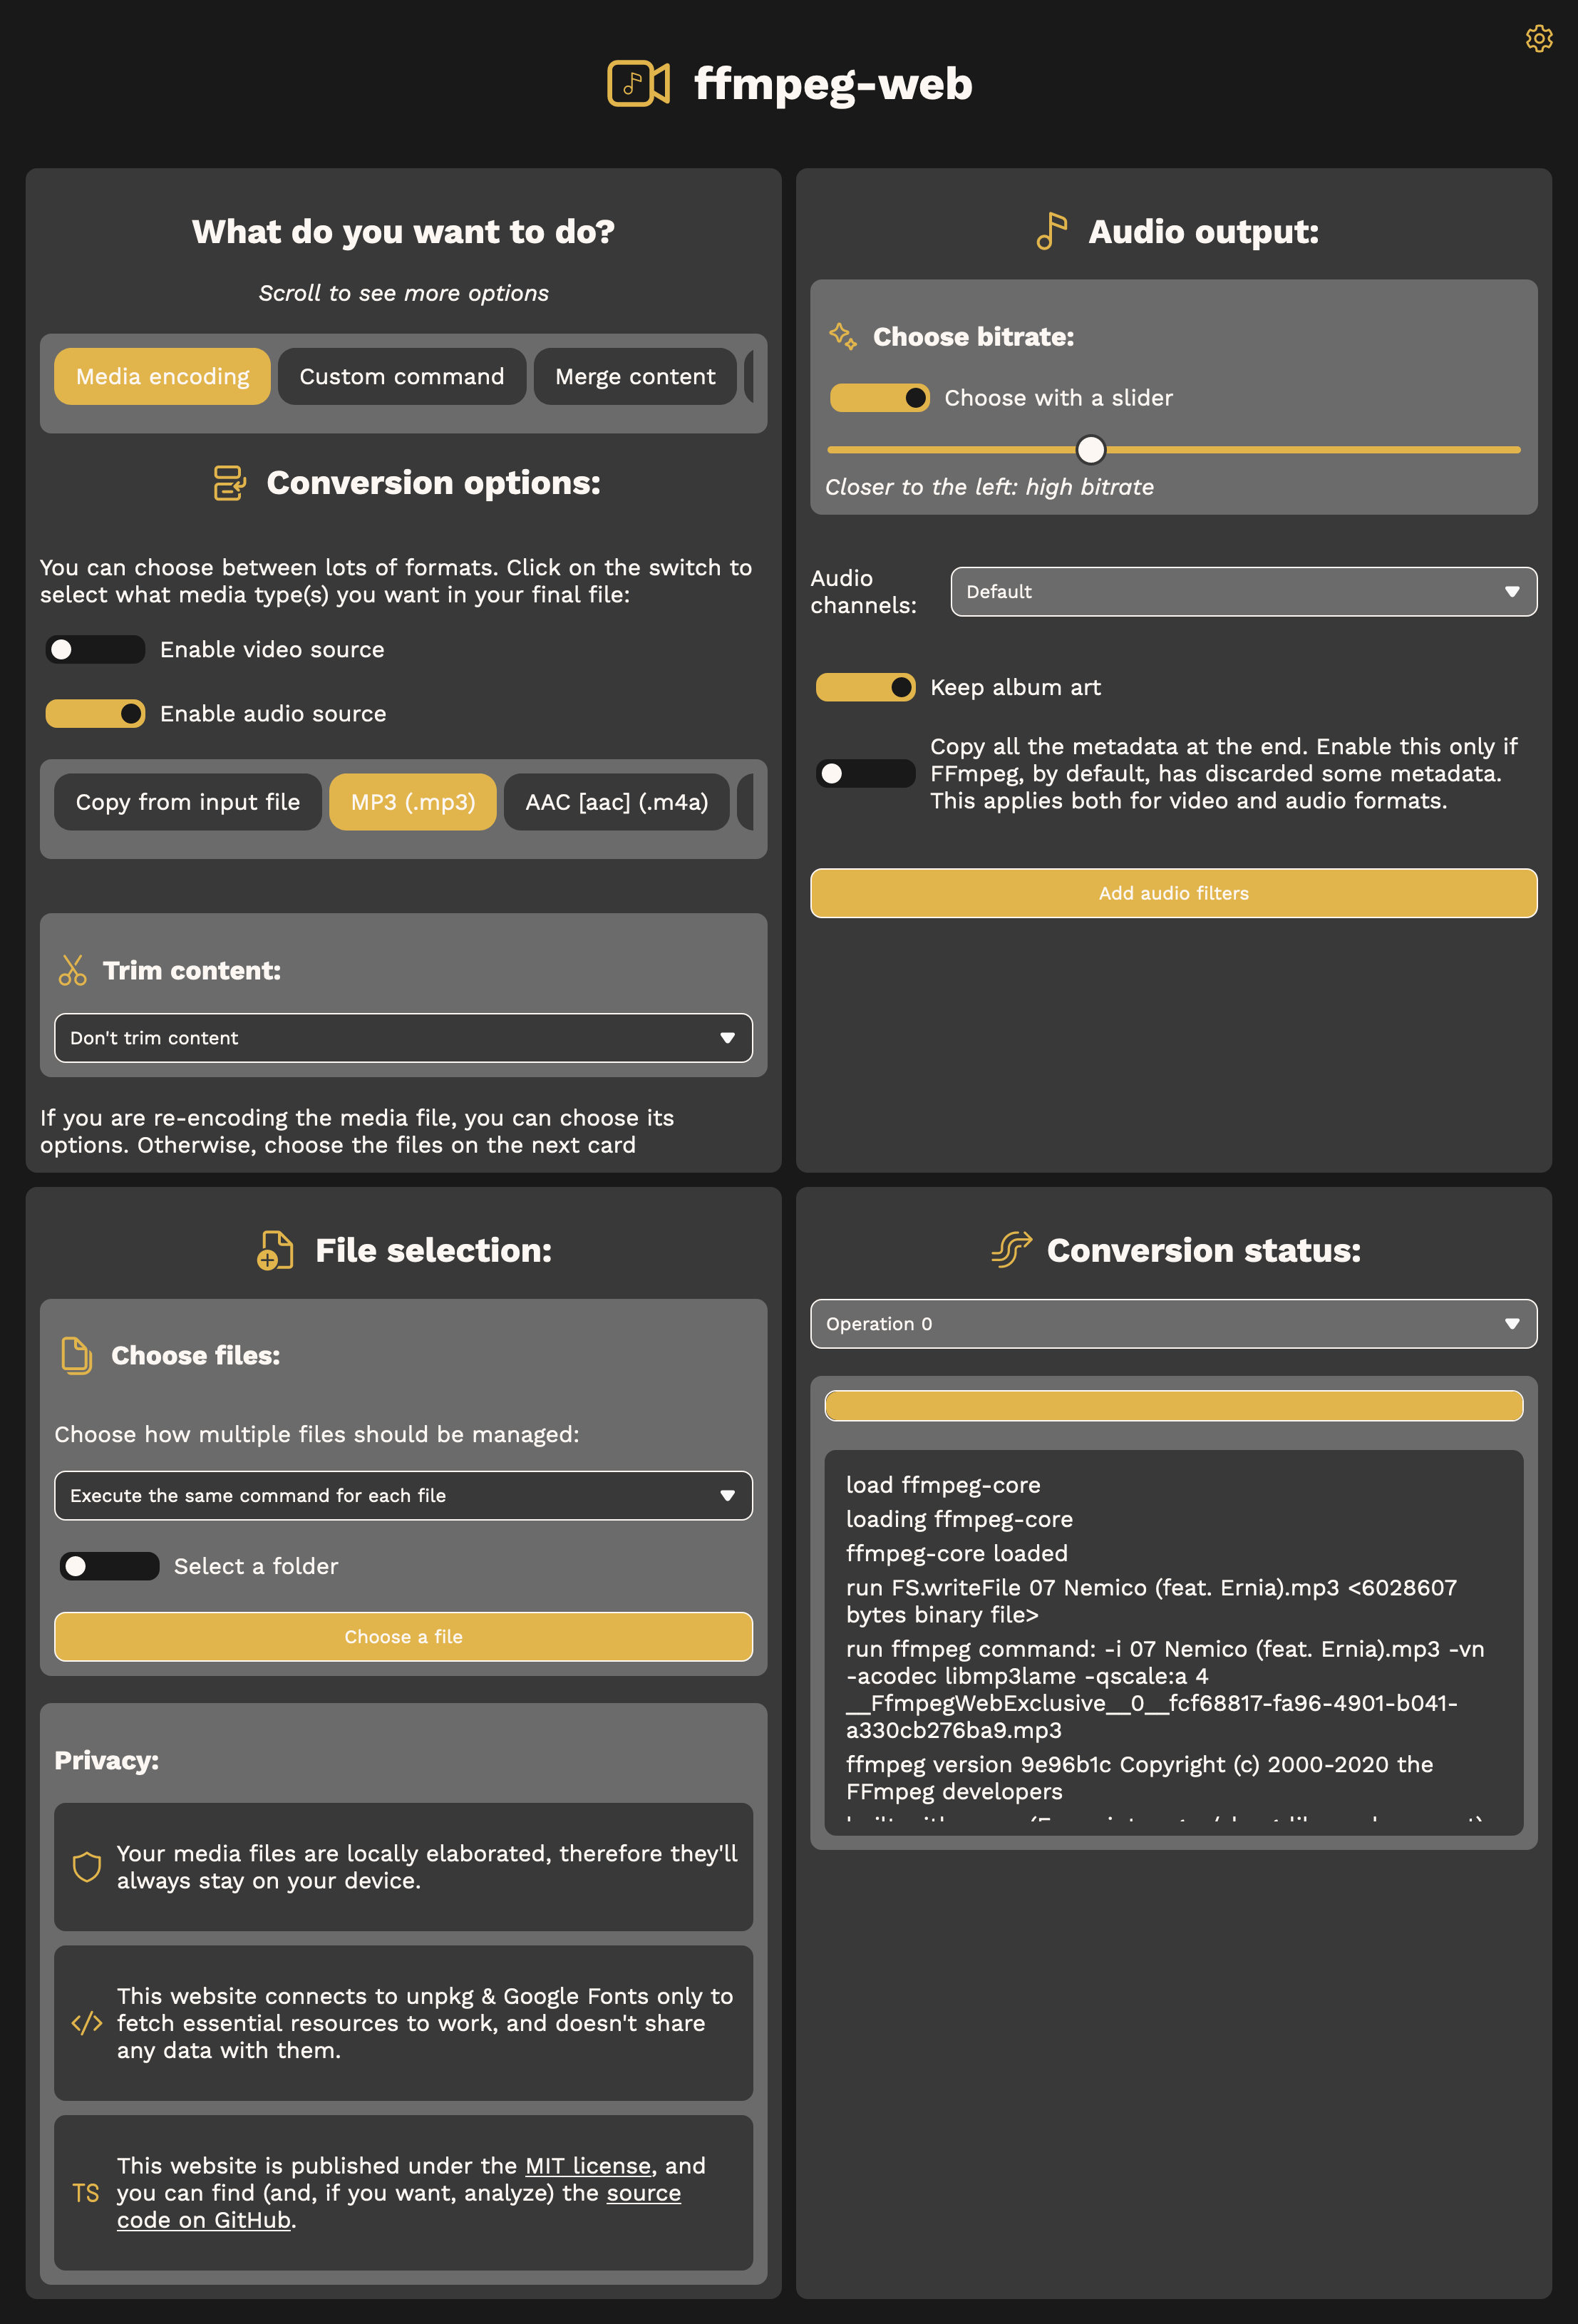 ffmpeg-web
What do you want to do?
Scroll to see more options
Media encoding
Custom command
Merge content
Conversion options:
You can choose between lots of formats. Click on the switch to
select what media type(s) you want in your final file:
Enable video source
Enable audio source
Copy from input file
MP3 (.mp3)
AAC [aac] (.m4a)
Trim content:
Don't trim content
If you are re-encoding the media file, you can choose its
options. Otherwise, choose the files on the next card
Audio output:
Choose bitrate:
Choose with a slider
Closer to the left: high bitrate
Audio
channels:
Default
Keep album art
Copy all the metadata at the end. Enable this only if
FFmpeg, by default, has discarded some metadata.
This applies both for video and audio formats.
Add audio filters
File selection:
Choose files:
Choose how multiple files should be managed:
Execute the same command for each file
Select a folder
Choose a file
Privacy:
Your media files are locally elaborated, therefore they'll
always stay on your device.
This website connects to unpkg & Google Fonts only to
fetch essential resources to work, and doesn't share
any data with them.
TS
This website is published under the MIT license, and
you can find (and, if you want, analyze) the source
code on GitHub.
Conversion status:
Operation 0
load ffmpeg-core
loading ffmpeg-core
ffmpeg-core loaded
run FS.writeFile 07 Nemico (feat. Ernia).mp3 <6028607
bytes binary file>
run ffmpeg command: -i 07 Nemico (feat. Ernia).mp3 -vn
-acodec libmp3lame -qscale:a 4
__FfmpegWebExclusive__0__fcf68817-fa96-4901-b041-
a330cb276ba9.mp3
ffmpeg version 9e96b1c Copyright (c) 2000-2020 the
FFmpeg developers